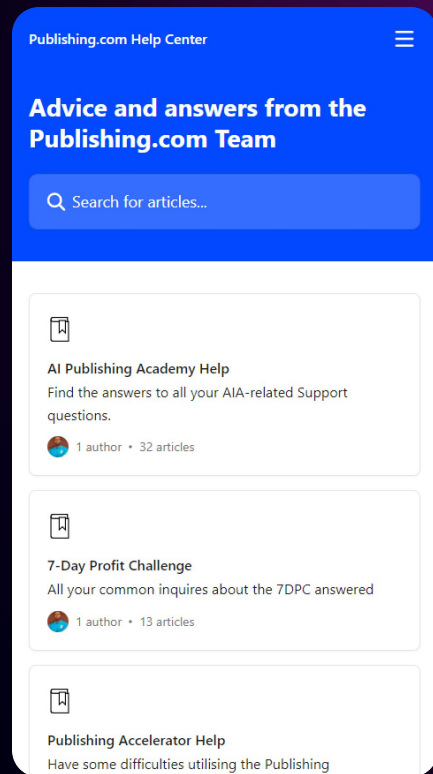 Publishing.com Help Center
Advice and answers from the
Publishing.com Team
Search for articles...
AI Publishing Academy Help
Find the answers to all your AIA-related Support
questions.
1 author • 32 articles
7-Day Profit Challenge
All your common inquires about the 7DPC answered
1 author • 13 articles
Publishing Accelerator Help
Have some difficulties utilising the Publishing